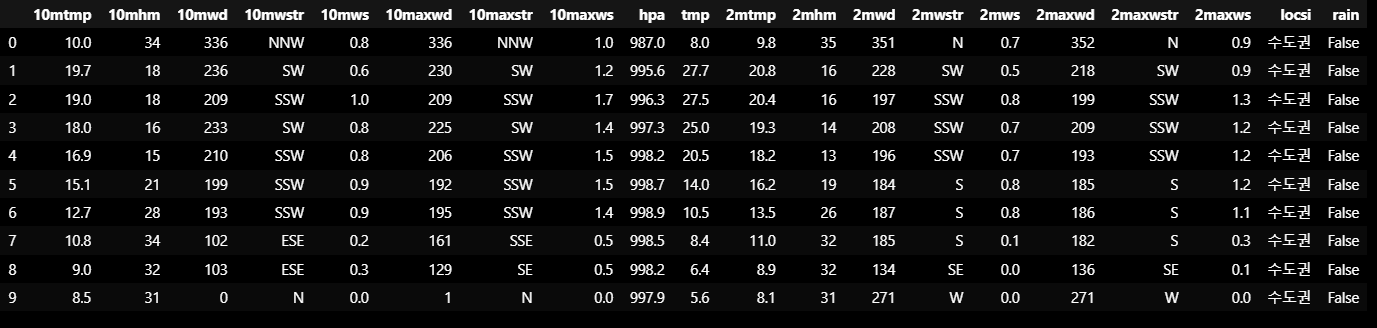 10mtmp 10mhm 10mwd 10mwstr 10mws 10maxwd 10maxstr 10maxws hpa tmp 2mtmp 2mhm 2mwd 2mwstr 2mws 2maxwd 2maxwstr 2maxws locsi rain
0 10.0 34 336 NNW 0.8 336 NNW 1.0 987.0 8.0 9.8 35 351 N 0.7 352 N 0.9 수도권 False
1 19.7 18 236 SW 0.6 230 SW 1.2 995.6 27.7 20.8 16 228 SW 0.5 218 SW 0.9 수도권 False
2 19.0 18 209 SSW 1.0 209 SSW 1.7 996.3 27.5 20.4 16 197 SSW 0.8 199 SSW 1.3 수도권 False
3 18.0 16 233 SW 0.8 225 SW 1.4 997.3 25.0 19.3 14 208 SSW 0.7 209 SSW 1.2 수도권 False
4 16.9 15 210 SSW 0.8 206 SSW 1.5 998.2 20.5 18.2 13 196 SSW 0.7 193 SSW 1.2 수도권 False
5 15.1 21 199 SSW 0.9 192 SSW 1.5 998.7 14.0 16.2 19 184 S 0.8 185 S 1.2 수도권 False
6 12.7 28 193 SSW 0.9 195 SSW 1.4 998.9 10.5 13.5 26 187 S 0.8 186 S 1.1 수도권 False
7 10.8 34 102 ESE 0.2 161 SSE 0.5 998.5 8.4 11.0 32 185 S 0.1 182 S 0.3 수도권 False
8 9.0 32 103 ESE 0.3 129 SE 0.5 998.2 6.4 8.9 32 134 SE 0.0 136 SE 0.1 수도권 False
9 8.5 31 0 N 0.0 1 N 0.0 997.9 5.6 8.1 31 271 W 0.0 271 W 0.0 수도권 False